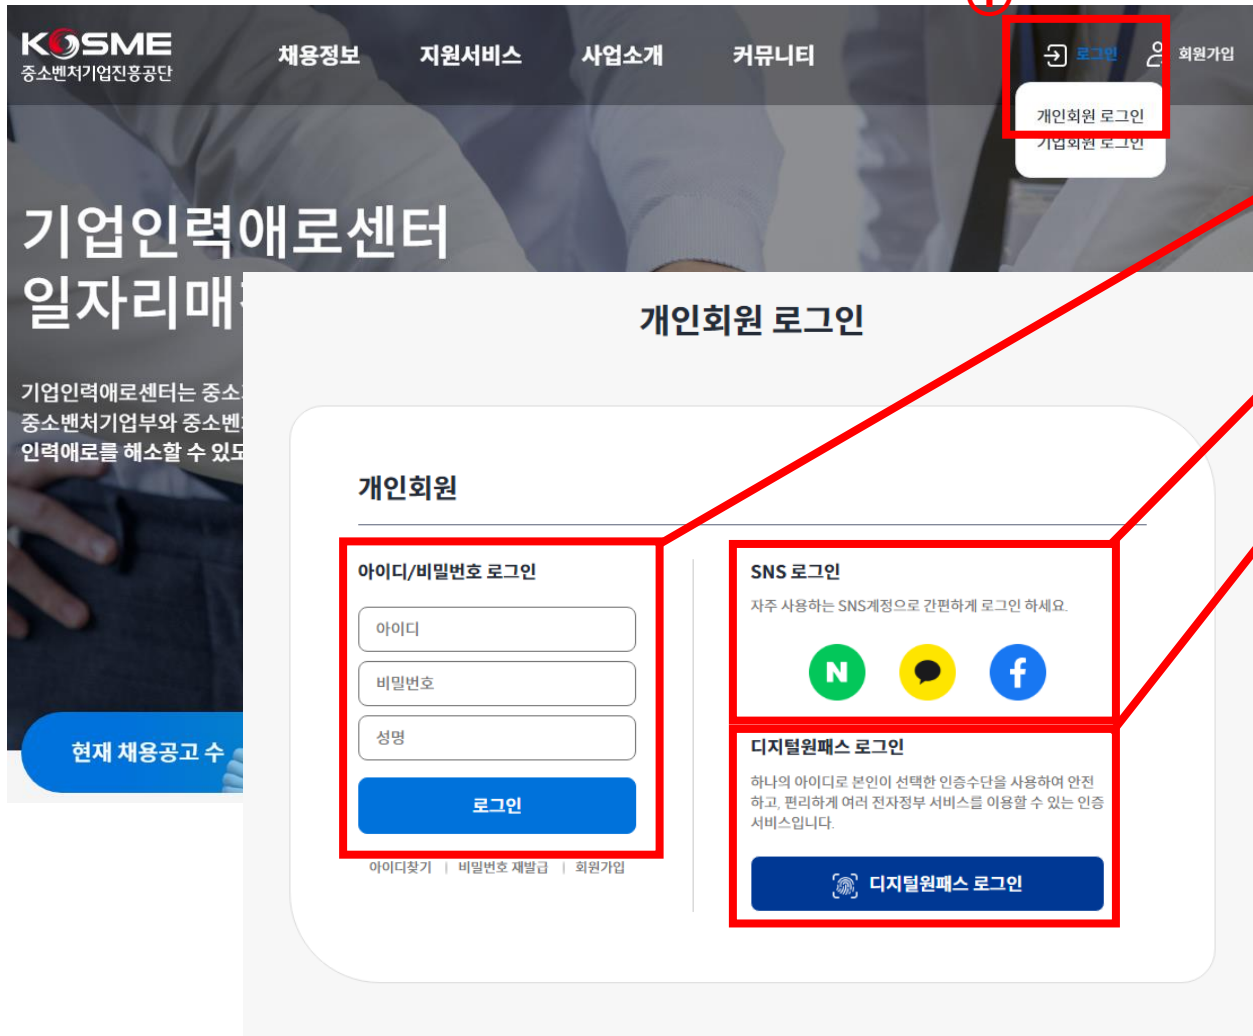 ①
KOSME
중소벤처기업진흥공단
채용정보 지원서비스 사업소개 커뮤니티
로그인 회원가입
개인회원 로그인
기업회원 로그인
기업인력애로센터
일자리매
기업인력애로센터는 중소
중소벤처기업부와 중소벤
인력애로를 해소할 수 있도
현재 채용공고 수
개인회원 로그인
개인회원
아이디/비밀번호 로그인
아이디
비밀번호
성명
로그인
아이디찾기 | 비밀번호 재발급 | 회원가입
SNS 로그인
자주 사용하는 SNS계정으로 간편하게 로그인 하세요.
N f
디지털원패스 로그인
하나의 아이디로 본인이 선택한 인증수단을 사용하여 안전
하고, 편리하게 여러 전자정부 서비스를 이용할 수 있는 인증
서비스입니다.
디지털원패스 로그인